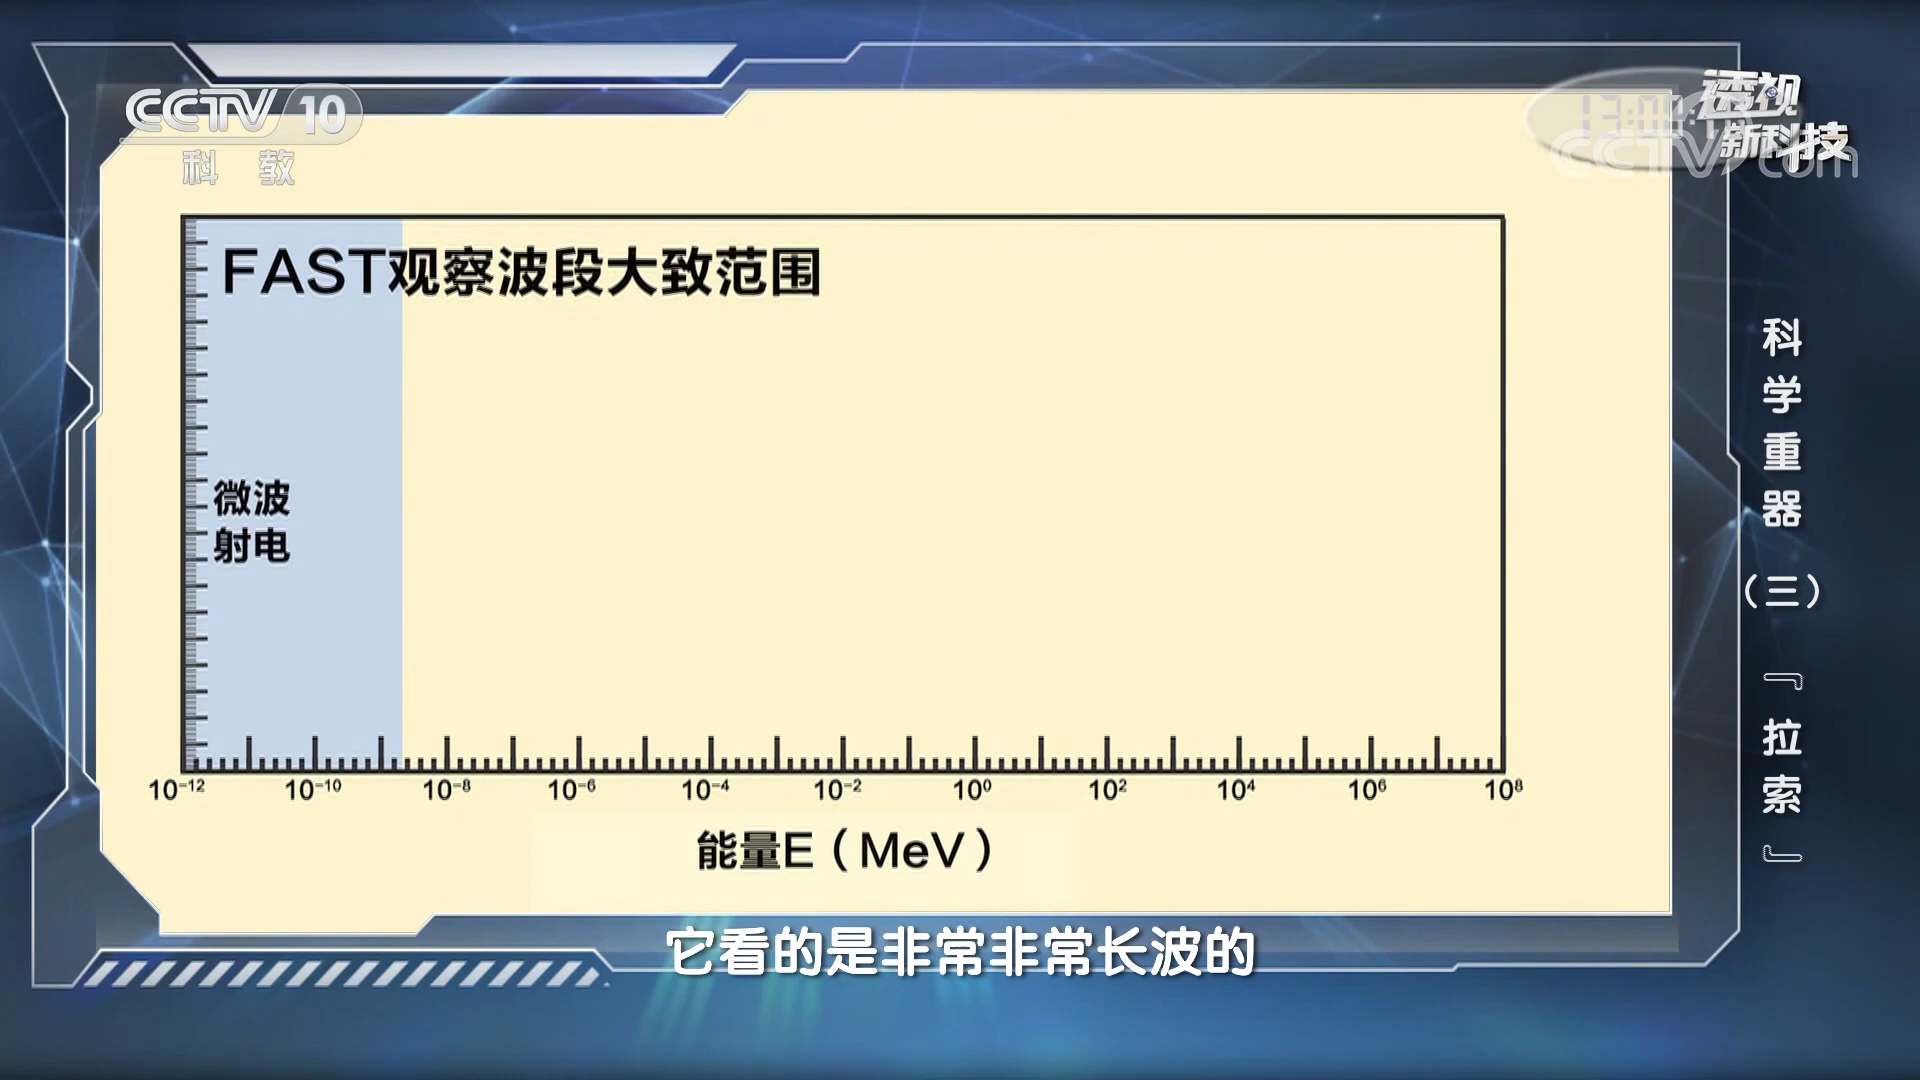 CCTV 10
科 教
透视
新科技
CCTV.com
FAST观察波段大致范围
微波
射电
10⁻¹² 10⁻¹⁰ 10⁻⁸ 10⁻⁶ 10⁻⁴ 10⁻² 10⁰ 10² 10⁴ 10⁶ 10⁸
能量E（MeV）
科学重器（三）『拉索』
它看的是非常非常长波的